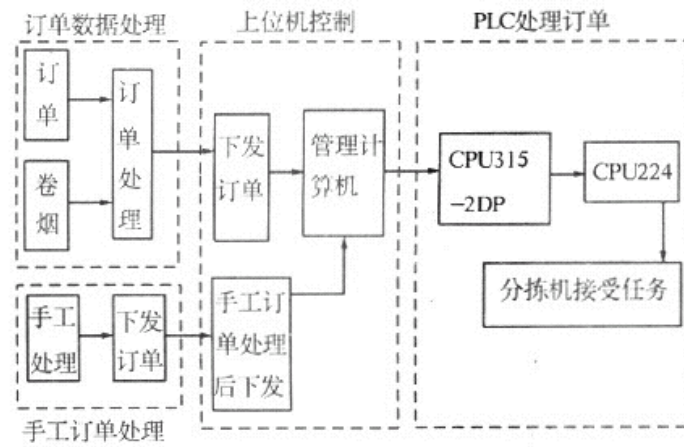 订单数据处理
上位机控制
PLC处理订单
订
单
订
单
处
理
卷
烟
下发
订单
管理计
算机
CPU315
-2DP
CPU224
分拣机接受任务
手工
处理
下发
订单
手工订
单处理
后下发
手工订单处理